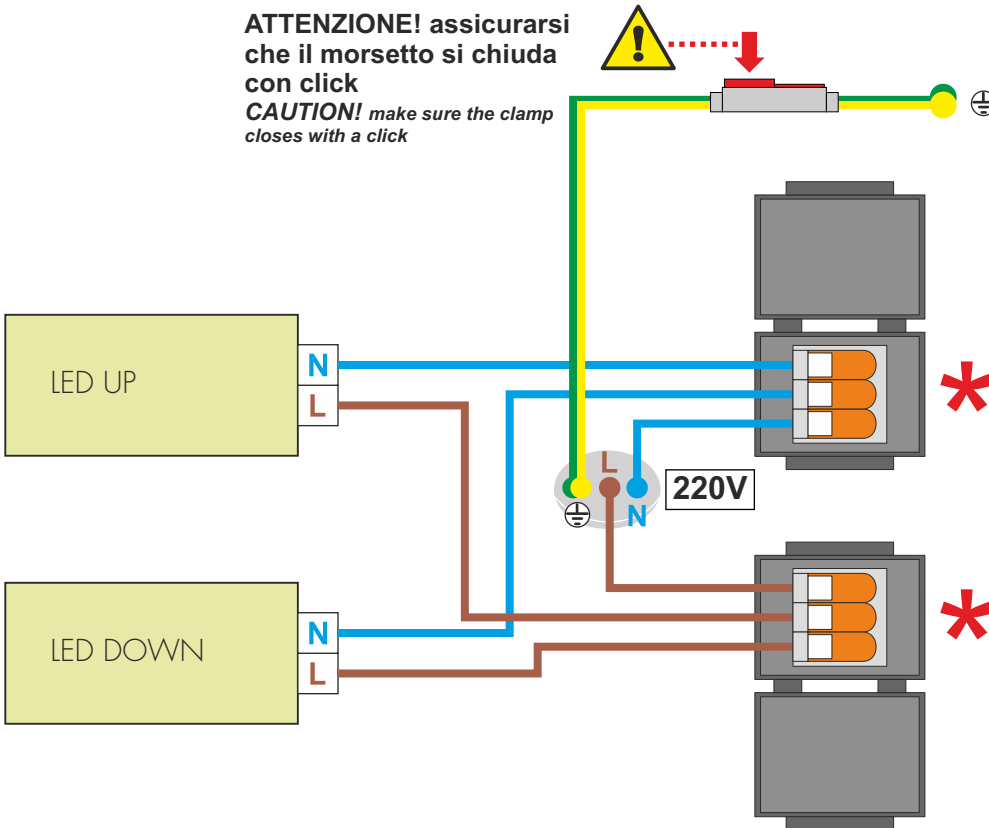 ATTENZIONE! assicurarsi
che il morsetto si chiuda
con click
CAUTION! make sure the clamp
closes with a click
!
LED UP
N
L
*
L
220V
N
LED DOWN
N
L
*